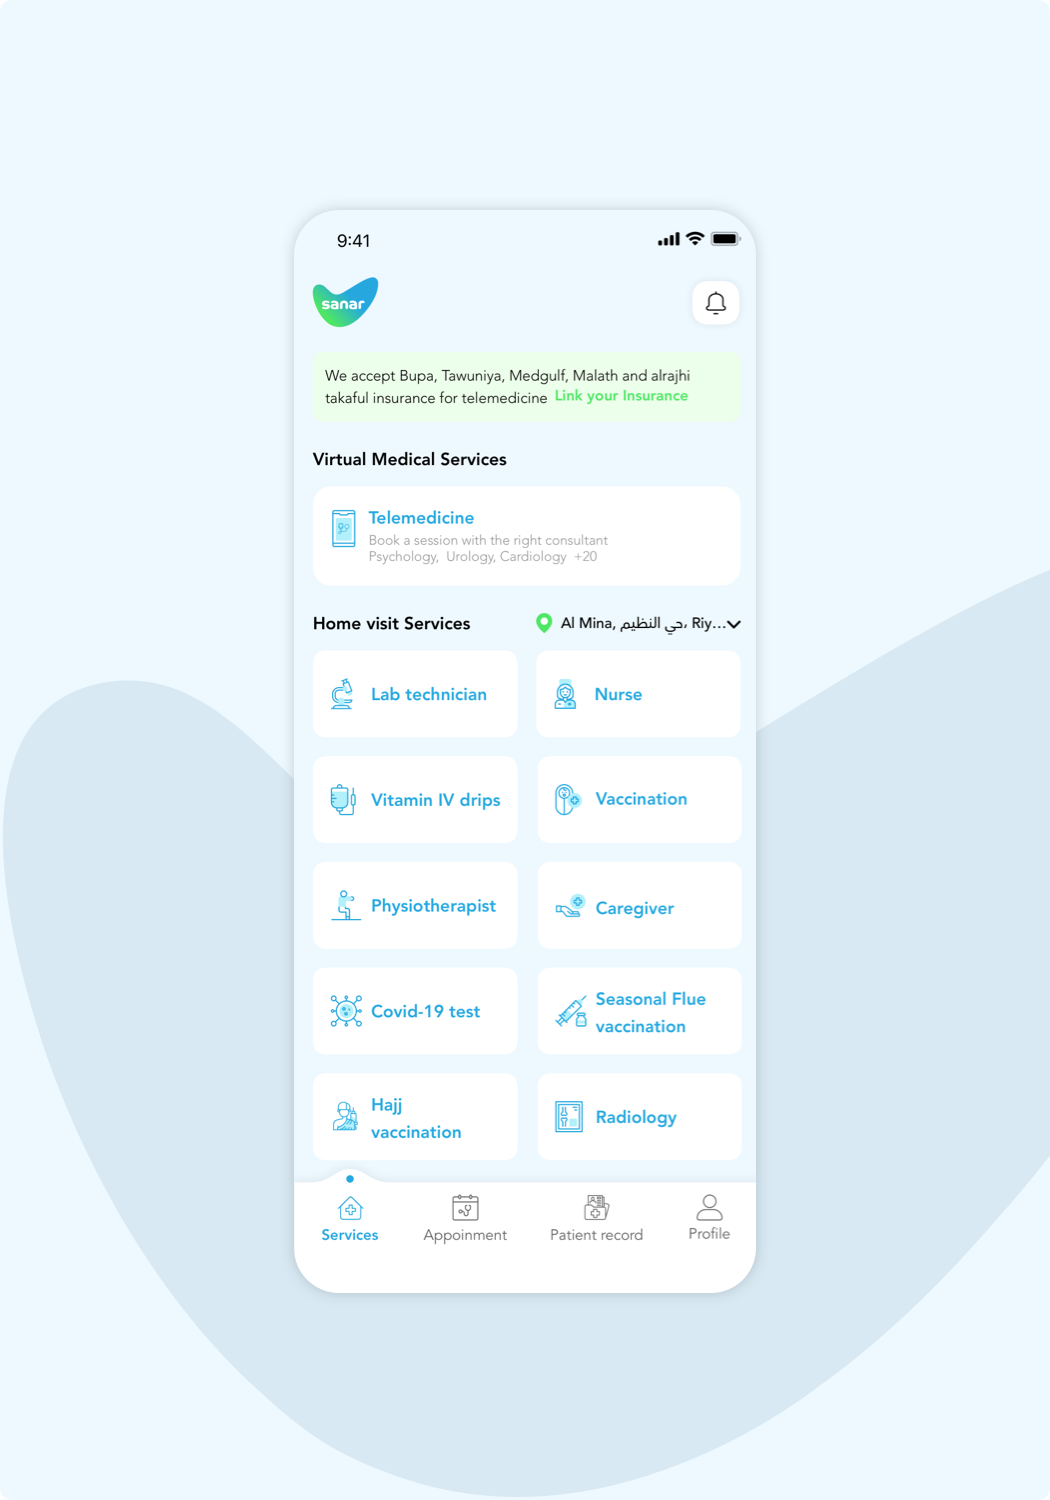 9:41
sanar
We accept Bupa, Tawuniya, Medgulf, Malath and alrajhi
takaful insurance for telemedicine Link your Insurance
Virtual Medical Services
Telemedicine
Book a session with the right consultant
Psychology, Urology, Cardiology +20
Home visit Services
Al Mina, حي النظيم، Riy...
Lab technician
Nurse
Vitamin IV drips
Vaccination
Physiotherapist
Caregiver
Covid-19 test
Seasonal Flue
vaccination
Hajj
vaccination
Radiology
Services
Appoinment
Patient record
Profile